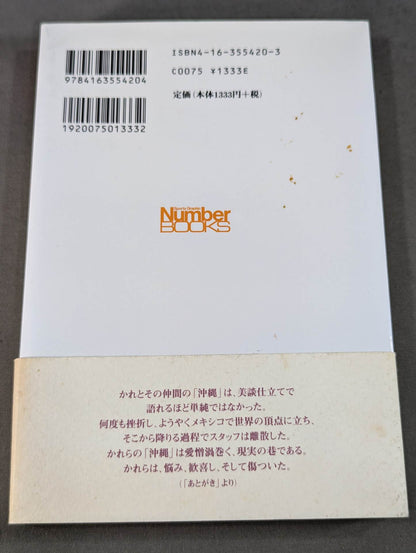 ISBN4-16-355420-3
C0075 ¥1333E
定価(本体1333円+税)
9784163554204
1920075013332
Sports Graphic
Number
BOOKS
かれとその仲間の「沖縄」は、美談仕立てで
語れるほど単純ではなかった。
何度も挫折し、ようやくメキシコで世界の頂点に立ち、
そこから降りる過程でスタッフは離散した。
かれらの「沖縄」は愛憎渦巻く、現実の巷である。
かれらは、悩み、歓喜し、そして傷ついた。
(「あとがき」より)